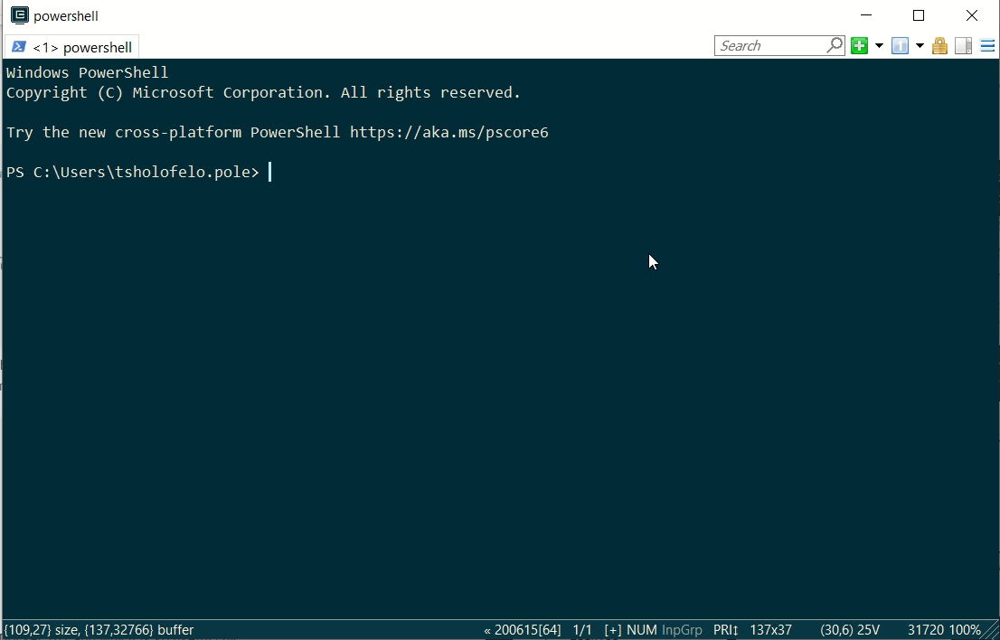 powershell
<1> powershell
Search
Windows PowerShell
Copyright (C) Microsoft Corporation. All rights reserved.
Try the new cross-platform PowerShell https://aka.ms/pscore6
PS C:\Users\tsholofelo.pole>
{109,27} size, {137,32766} buffer
« 200615[64] 1/1 [+] NUM InpGrp PRI↕ 137x37 (30,6) 25V 31720 100%